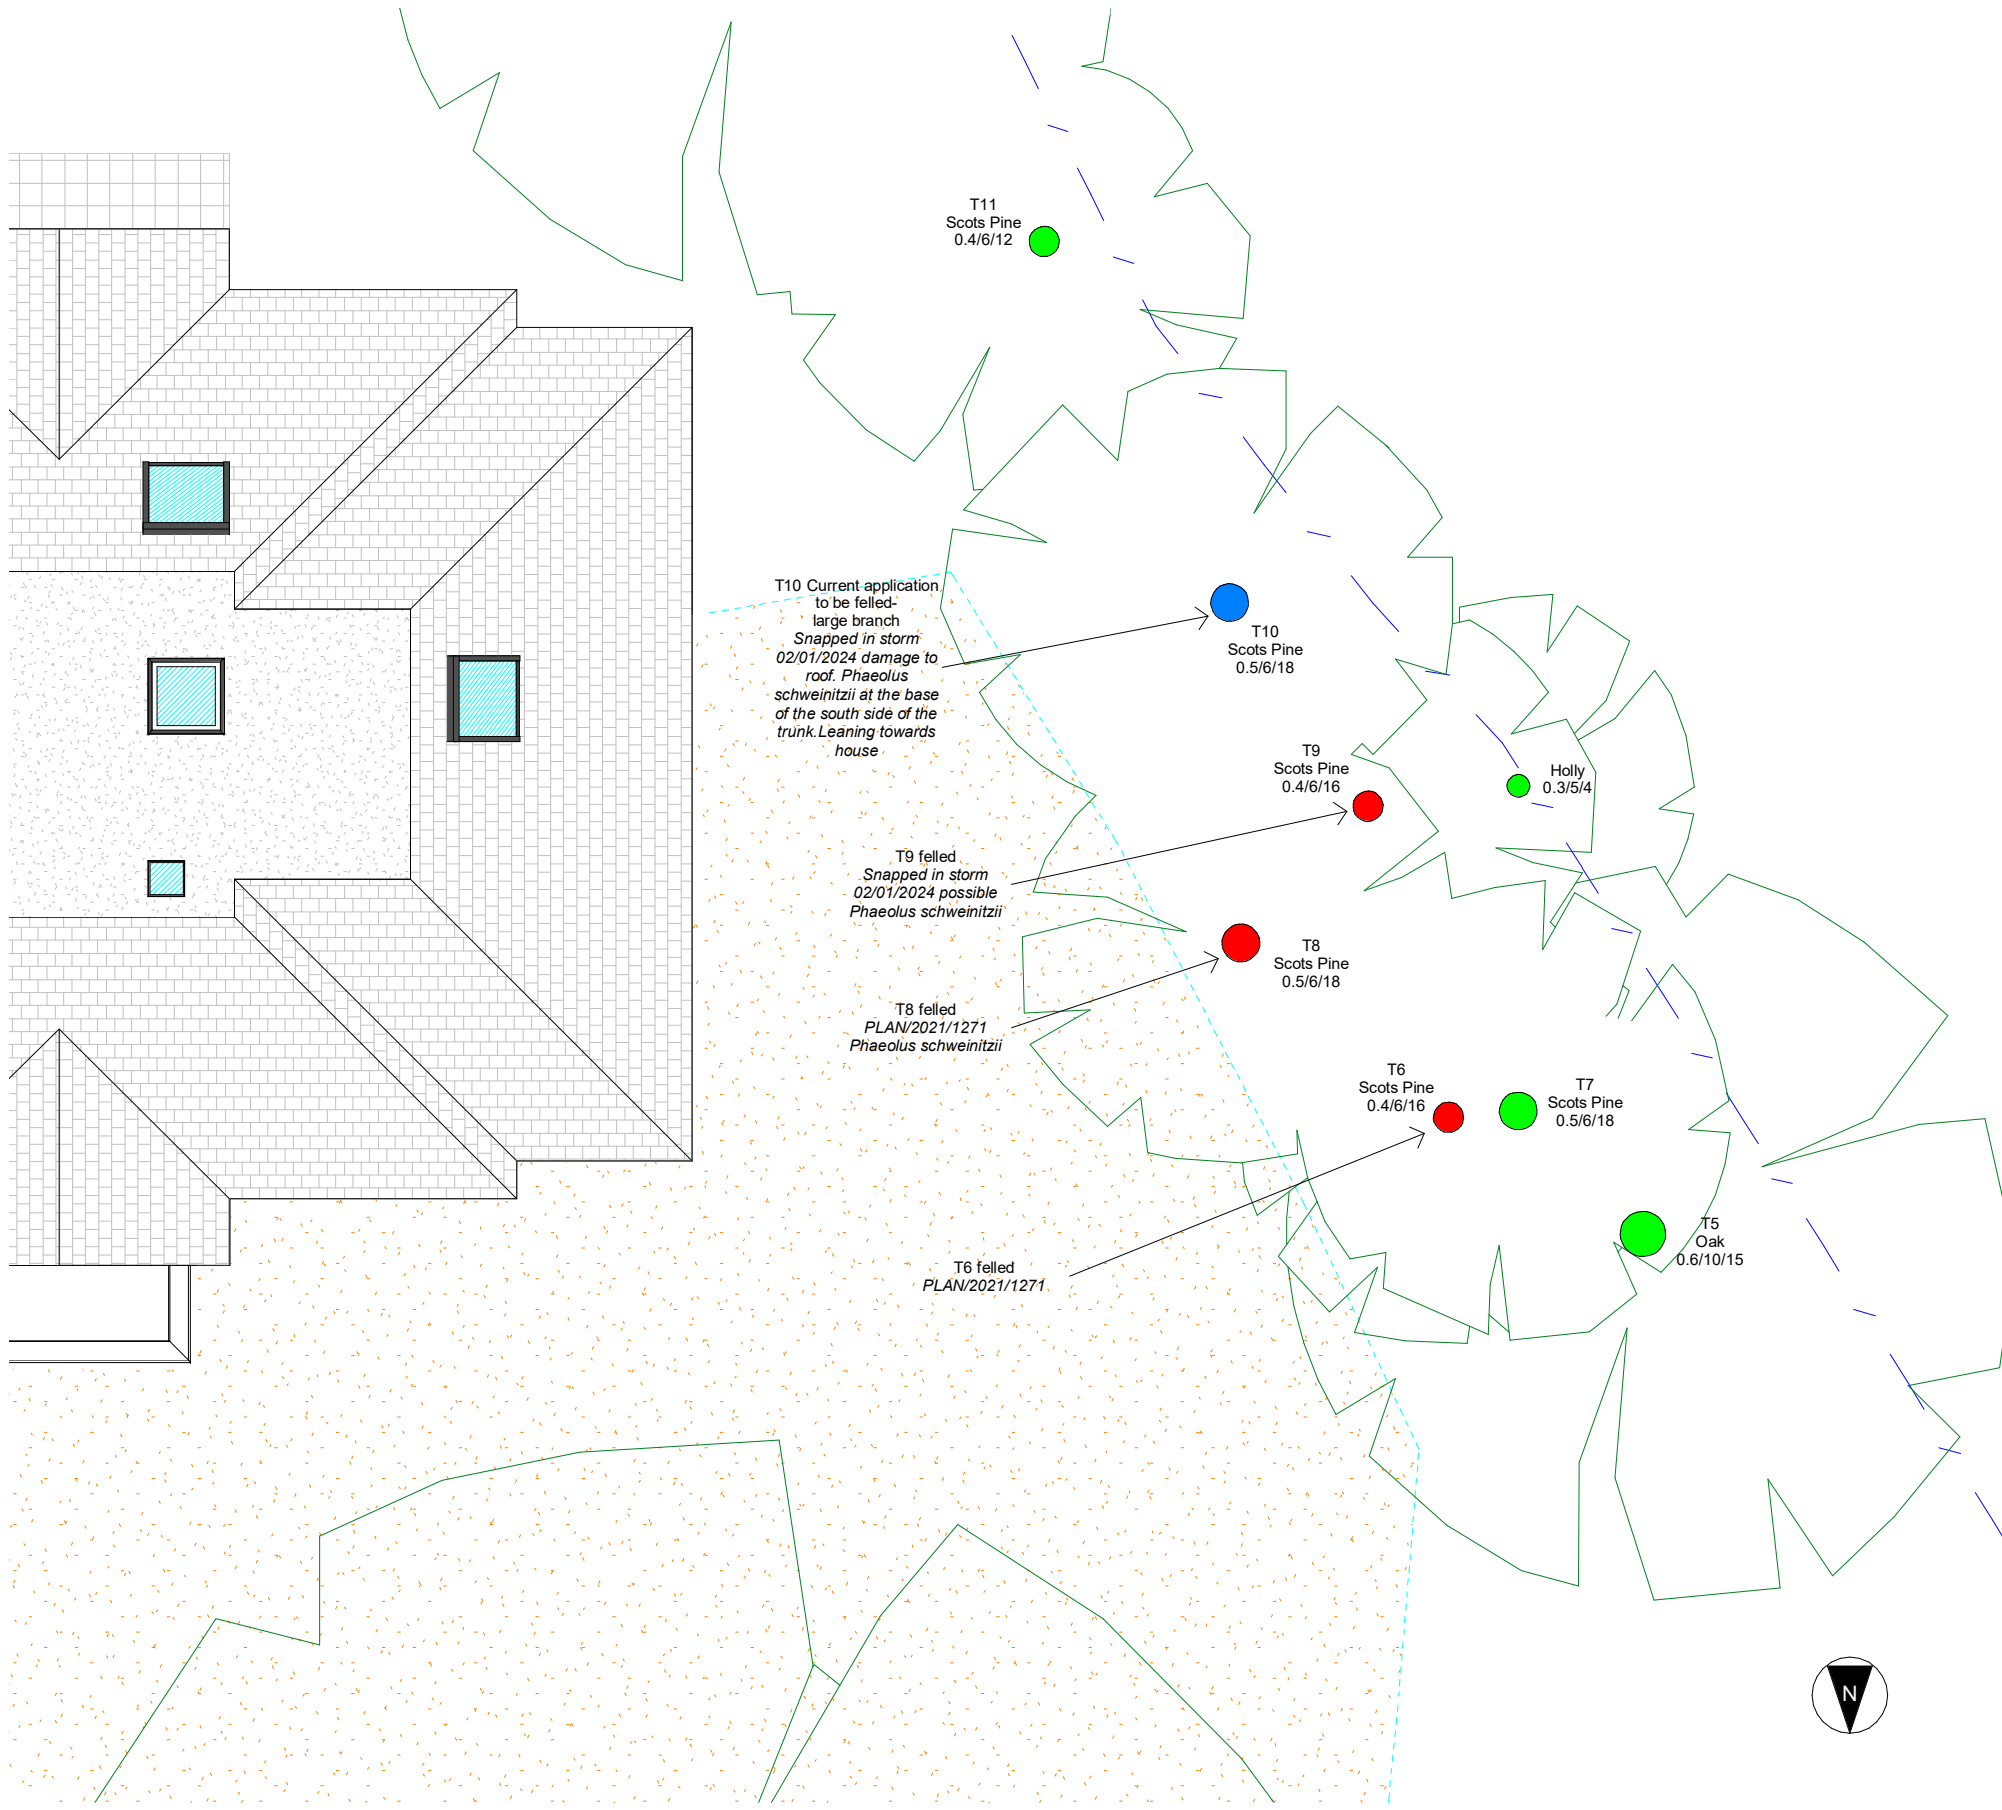 T11
Scots Pine
0.4/6/12
T10 Current application
to be felled-
large branch
Snapped in storm
02/01/2024 damage to
roof. Phaeolus
schweinitzii at the base
of the south side of the
trunk.Leaning towards
house
T10
Scots Pine
0.5/6/18
T9
Scots Pine
0.4/6/16
Holly
0.3/5/4
T9 felled
Snapped in storm
02/01/2024 possible
Phaeolus schweinitzii
T8
Scots Pine
0.5/6/18
T8 felled
PLAN/2021/1271
Phaeolus schweinitzii
T6
Scots Pine
0.4/6/16
T7
Scots Pine
0.5/6/18
T5
Oak
0.6/10/15
T6 felled
PLAN/2021/1271
N